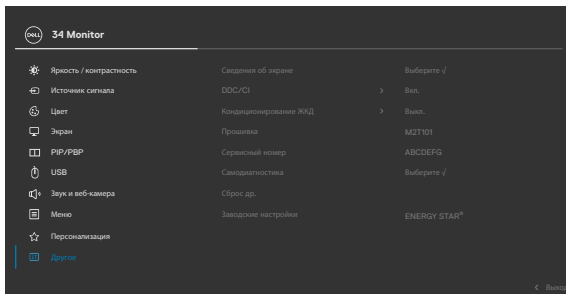 DELL 34 Monitor
Яркость / контрастность Сведения об экране Выберите √
Источник сигнала DDC/CI > Вкл.
Цвет Кондиционирование ЖКД > Выкл.
Экран Прошивка M2T101
PIP/PBP Сервисный номер ABCDEFG
USB Самодиагностика Выберите √
Звук и веб-камера Сброс др.
Меню Заводские настройки ENERGY STAR®
Персонализация
Другое
< Выход